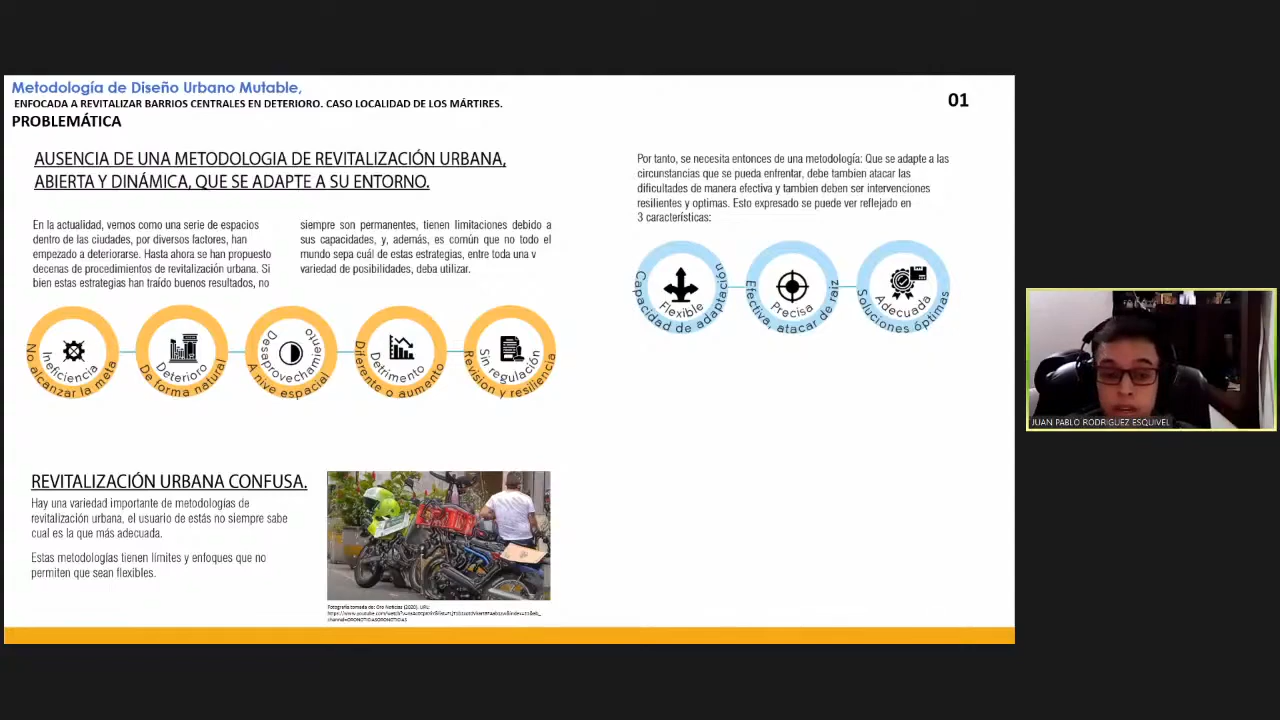 Metodología de Diseño Urbano Mutable,
ENFOCADA A REVITALIZAR BARRIOS CENTRALES EN DETERIORO. CASO LOCALIDAD DE LOS MÁRTIRES.
PROBLEMÁTICA
01
AUSENCIA DE UNA METODOLOGIA DE REVITALIZACIÓN URBANA,
ABIERTA Y DINÁMICA, QUE SE ADAPTE A SU ENTORNO.
En la actualidad, vemos como una serie de espacios
dentro de las ciudades, por diversos factores, han
empezado a deteriorarse. Hasta ahora se han propuesto
decenas de procedimientos de revitalización urbana. Si
bien estas estrategias han traído buenos resultados, no
siempre son permanentes, tienen limitaciones debido a
sus capacidades, y, además, es común que no todo el
mundo sepa cuál de estas estrategias, entre toda una v
variedad de posibilidades, deba utilizar.
Ineficiencia
No alcanzar la meta
Deterioro
De forma natural
Desaprovechamiento
A nive espacial
Detrimento
Diferente o aumento
Sin regulación
Revision y resiliencia
REVITALIZACIÓN URBANA CONFUSA.
Hay una variedad importante de metodologías de
revitalización urbana, el usuario de estás no siempre sabe
cual es la que más adecuada.
Estas metodologías tienen límites y enfoques que no
permiten que sean flexibles.
Fotografía tomada de: Oro Noticias (2020). URL:
Por tanto, se necesita entonces de una metodología: Que se adapte a las
circunstancias que se pueda enfrentar, debe tambien atacar las
dificultades de manera efectiva y tambien deben ser intervenciones
resilientes y optimas. Esto expresado se puede ver reflejado en
3 características:
Flexible
Capacidad de adaptación
Precisa
Efectiva, atacar de raiz
Adecuada
Soluciones óptimas
JUAN PABLO RODRIGUEZ ESQUIVEL